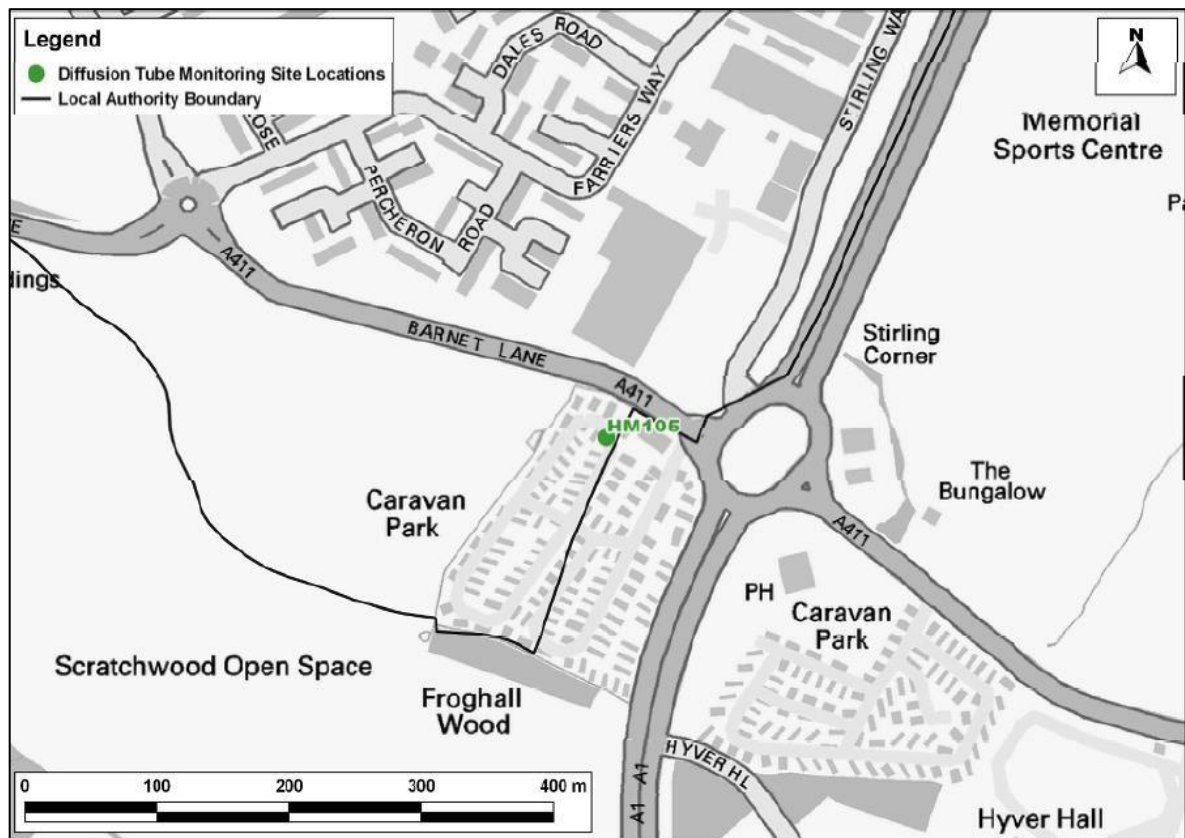 Legend
Diffusion Tube Monitoring Site Locations
Local Authority Boundary
N
DALES ROAD
FARRIERS WAY
STIRLING WA
Memorial
Sports Centre
Pa
OSE
PERCHERON
ROAD
E
A411
dings
BARNET LANE
A411
Stirling
Corner
HM106
The
Bungalow
Caravan
Park
A411
PH
Caravan
Park
Scratchwood Open Space
Froghall
Wood
HYVER HL
A1 A1
Hyver Hall
0 100 200 300 400 m